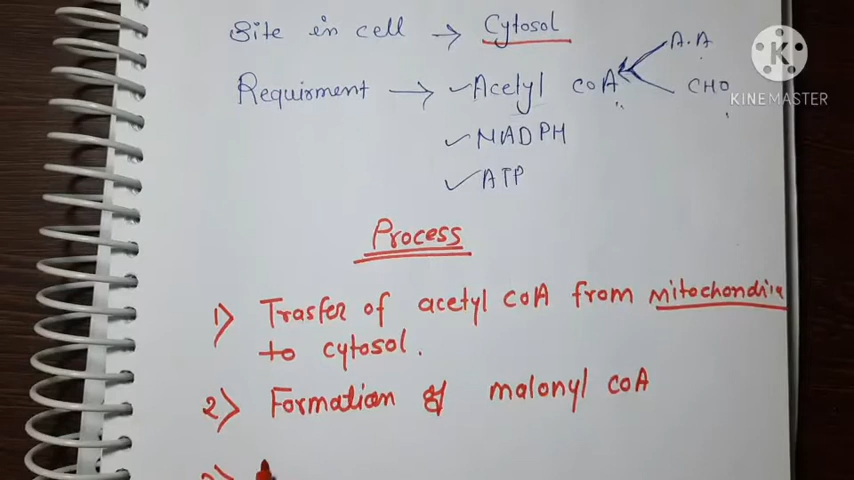 Site in cell → Cytosol
A.A
Requirment → ✓ Acetyl CoA
CHO
KINEMASTER
✓ NADPH
✓ ATP
Process
1) Trasfer of acetyl CoA from mitochondria
to cytosol.
2) Formation of malonyl CoA